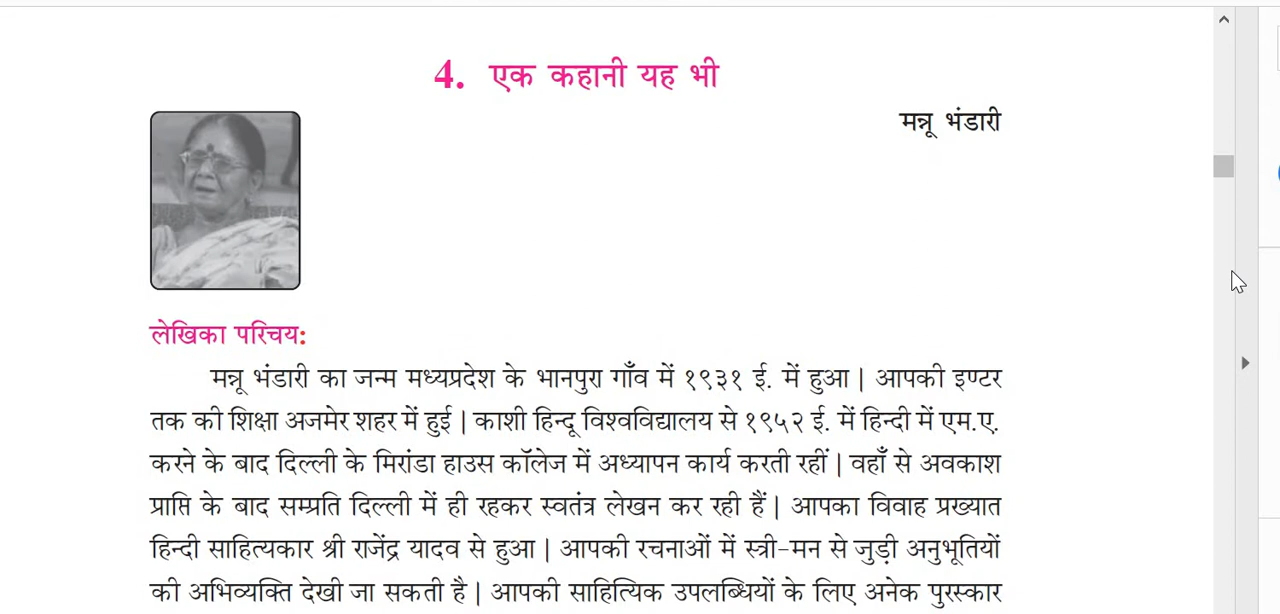 4. एक कहानी यह भी
मन्नू भंडारी
लेखिका परिचय:
मन्नू भंडारी का जन्म मध्यप्रदेश के भानपुरा गाँव में १९३१ ई. में हुआ | आपकी इण्टर
तक की शिक्षा अजमेर शहर में हुई | काशी हिन्दू विश्वविद्यालय से १९५२ ई. में हिन्दी में एम.ए.
करने के बाद दिल्ली के मिरांडा हाउस कॉलेज में अध्यापन कार्य करती रहीं | वहाँ से अवकाश
प्राप्ति के बाद सम्प्रति दिल्ली में ही रहकर स्वतंत्र लेखन कर रही हैं | आपका विवाह प्रख्यात
हिन्दी साहित्यकार श्री राजेंद्र यादव से हुआ | आपकी रचनाओं में स्त्री-मन से जुड़ी अनुभूतियों
की अभिव्यक्ति देखी जा सकती है | आपकी साहित्यिक उपलब्धियों के लिए अनेक पुरस्कार